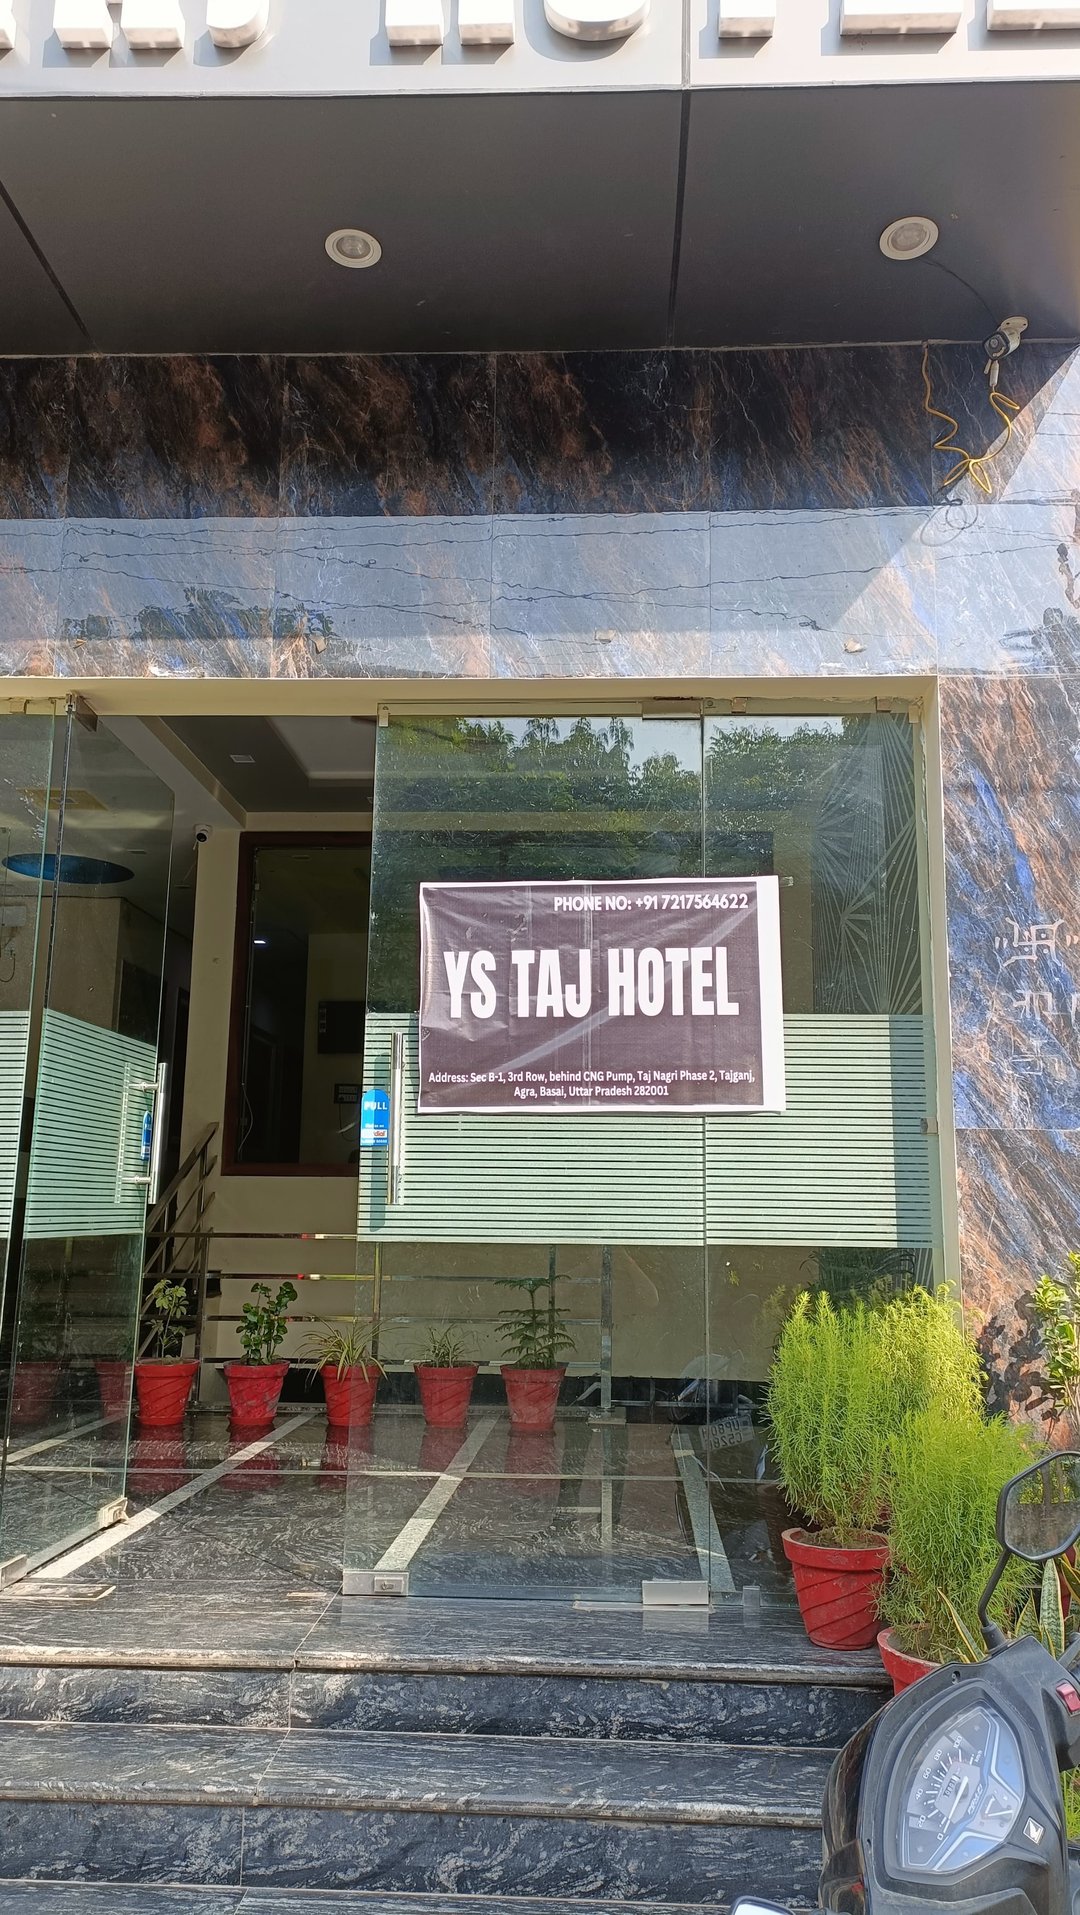 HOTEL
PHONE NO: +91 7217564622
YS TAJ HOTEL
Address: Sec B-1, 3rd Row, behind CNG Pump, Taj Nagri Phase 2, Tajganj,
Agra, Basai, Uttar Pradesh 282001
PULL